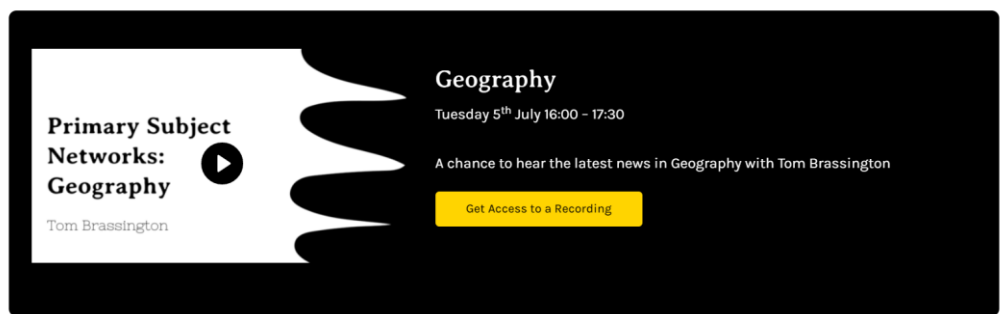 Primary Subject
Networks:
Geography
Tom Brassington
Geography
Tuesday 5th July 16:00 – 17:30
A chance to hear the latest news in Geography with Tom Brassington
Get Access to a Recording